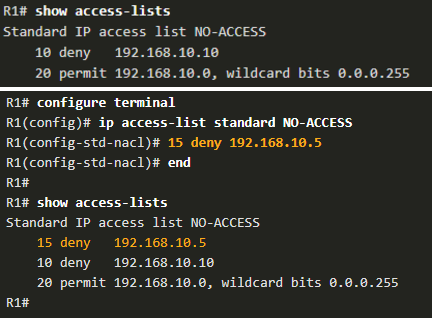 R1# show access-lists
Standard IP access list NO-ACCESS
    10 deny   192.168.10.10
    20 permit 192.168.10.0, wildcard bits 0.0.0.255
R1# configure terminal
R1(config)# ip access-list standard NO-ACCESS
R1(config-std-nacl)# 15 deny 192.168.10.5
R1(config-std-nacl)# end
R1#
R1# show access-lists
Standard IP access list NO-ACCESS
    15 deny   192.168.10.5
    10 deny   192.168.10.10
    20 permit 192.168.10.0, wildcard bits 0.0.0.255
R1#